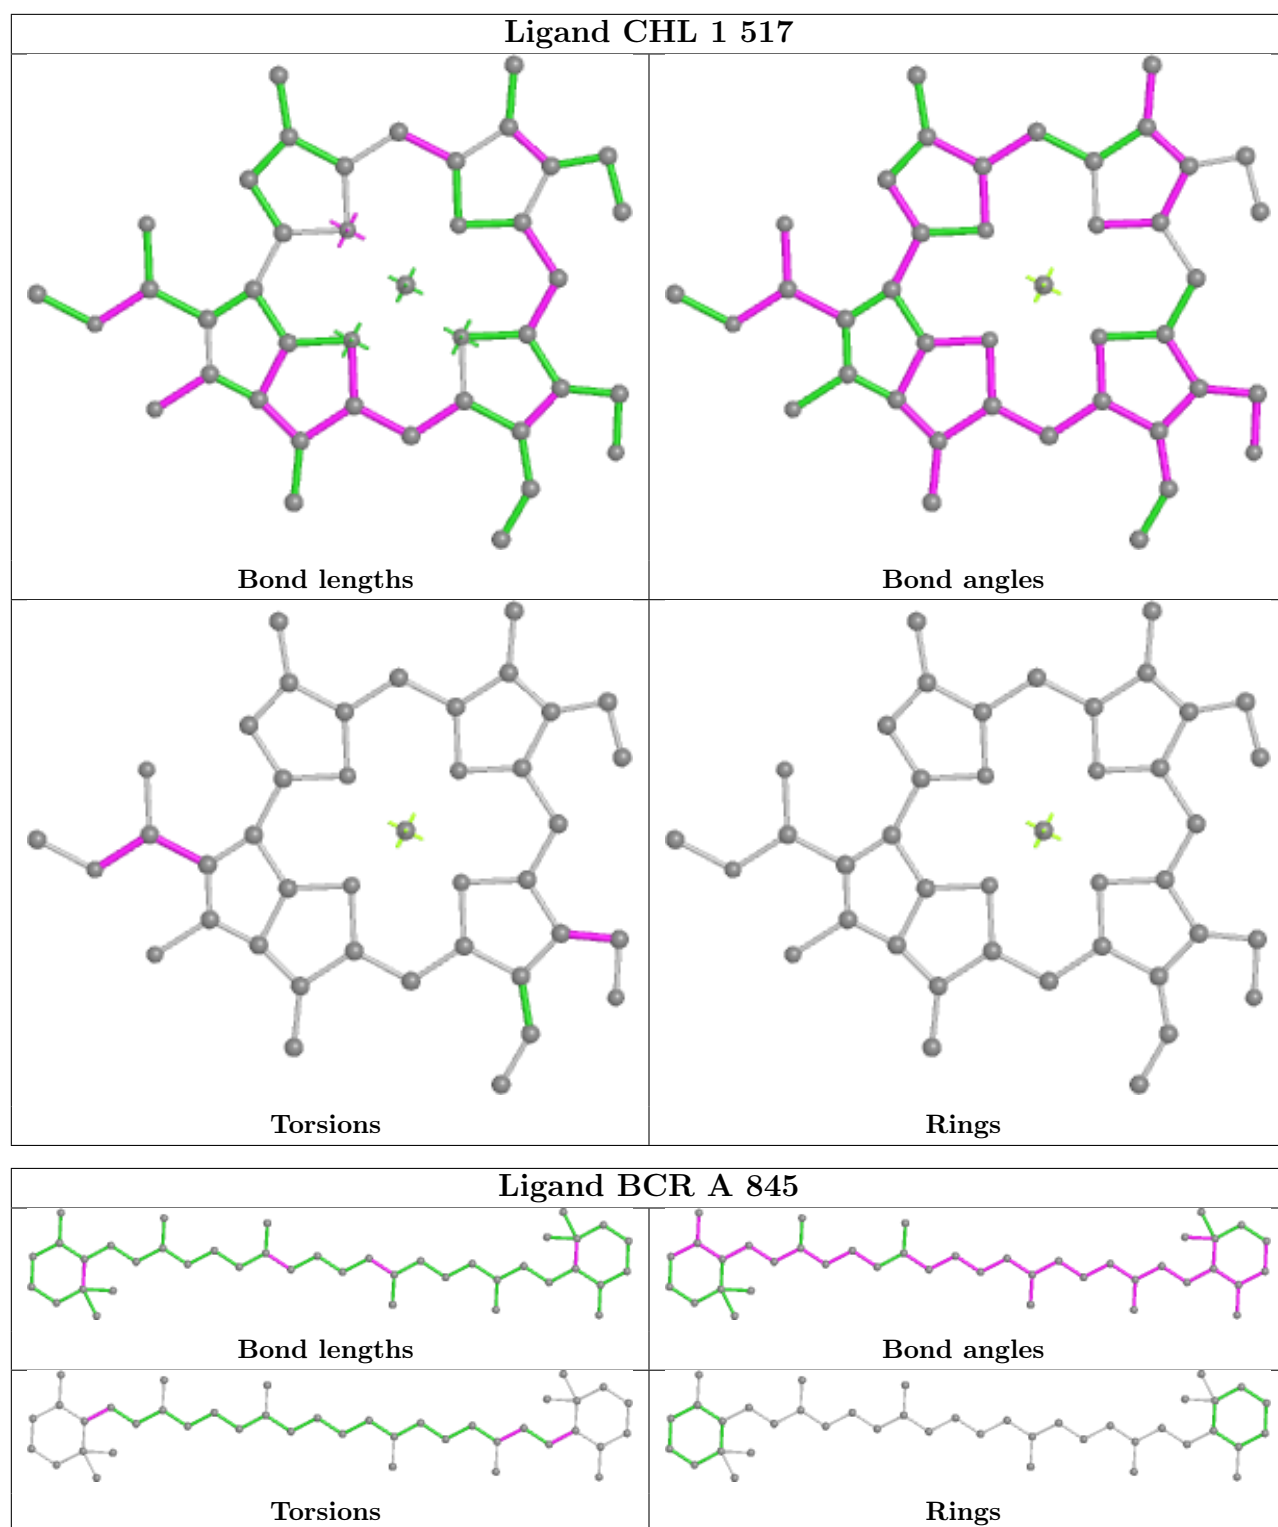 Ligand CHL 1 517
Bond lengths
Bond angles
Torsions
Rings
Ligand BCR A 845
Bond lengths
Bond angles
Torsions
Rings